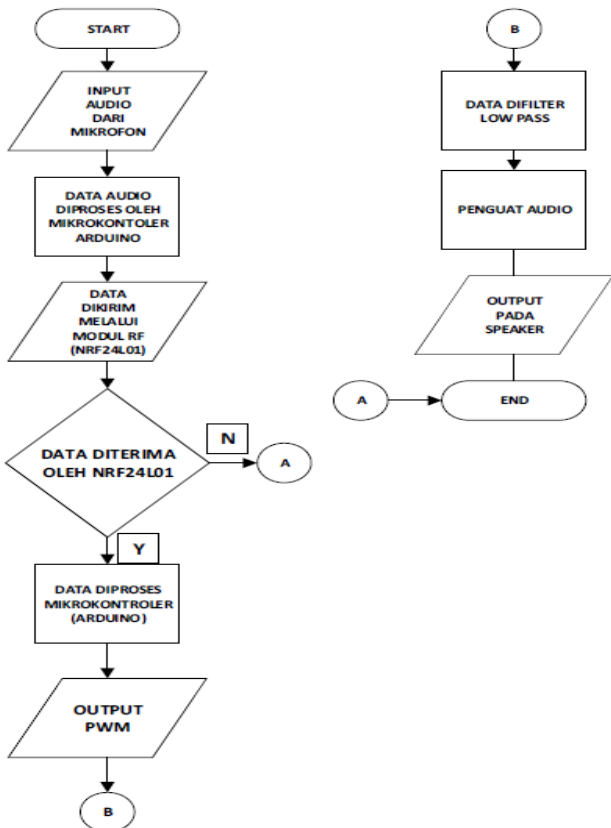 START
INPUT
AUDIO
DARI
MIKROFON
DATA AUDIO
DIPROSES OLEH
MIKROKONTOLER
ARDUINO
DATA
DIKIRIM
MELALUI
MODUL RF
(NRF24L01)
DATA DITERIMA
OLEH NRF24L01
N
A
Y
DATA DIPROSES
MIKROKONTROLER
(ARDUINO)
OUTPUT
PWM
B
B
DATA DIFILTER
LOW PASS
PENGUAT AUDIO
OUTPUT
PADA
SPEAKER
A
END